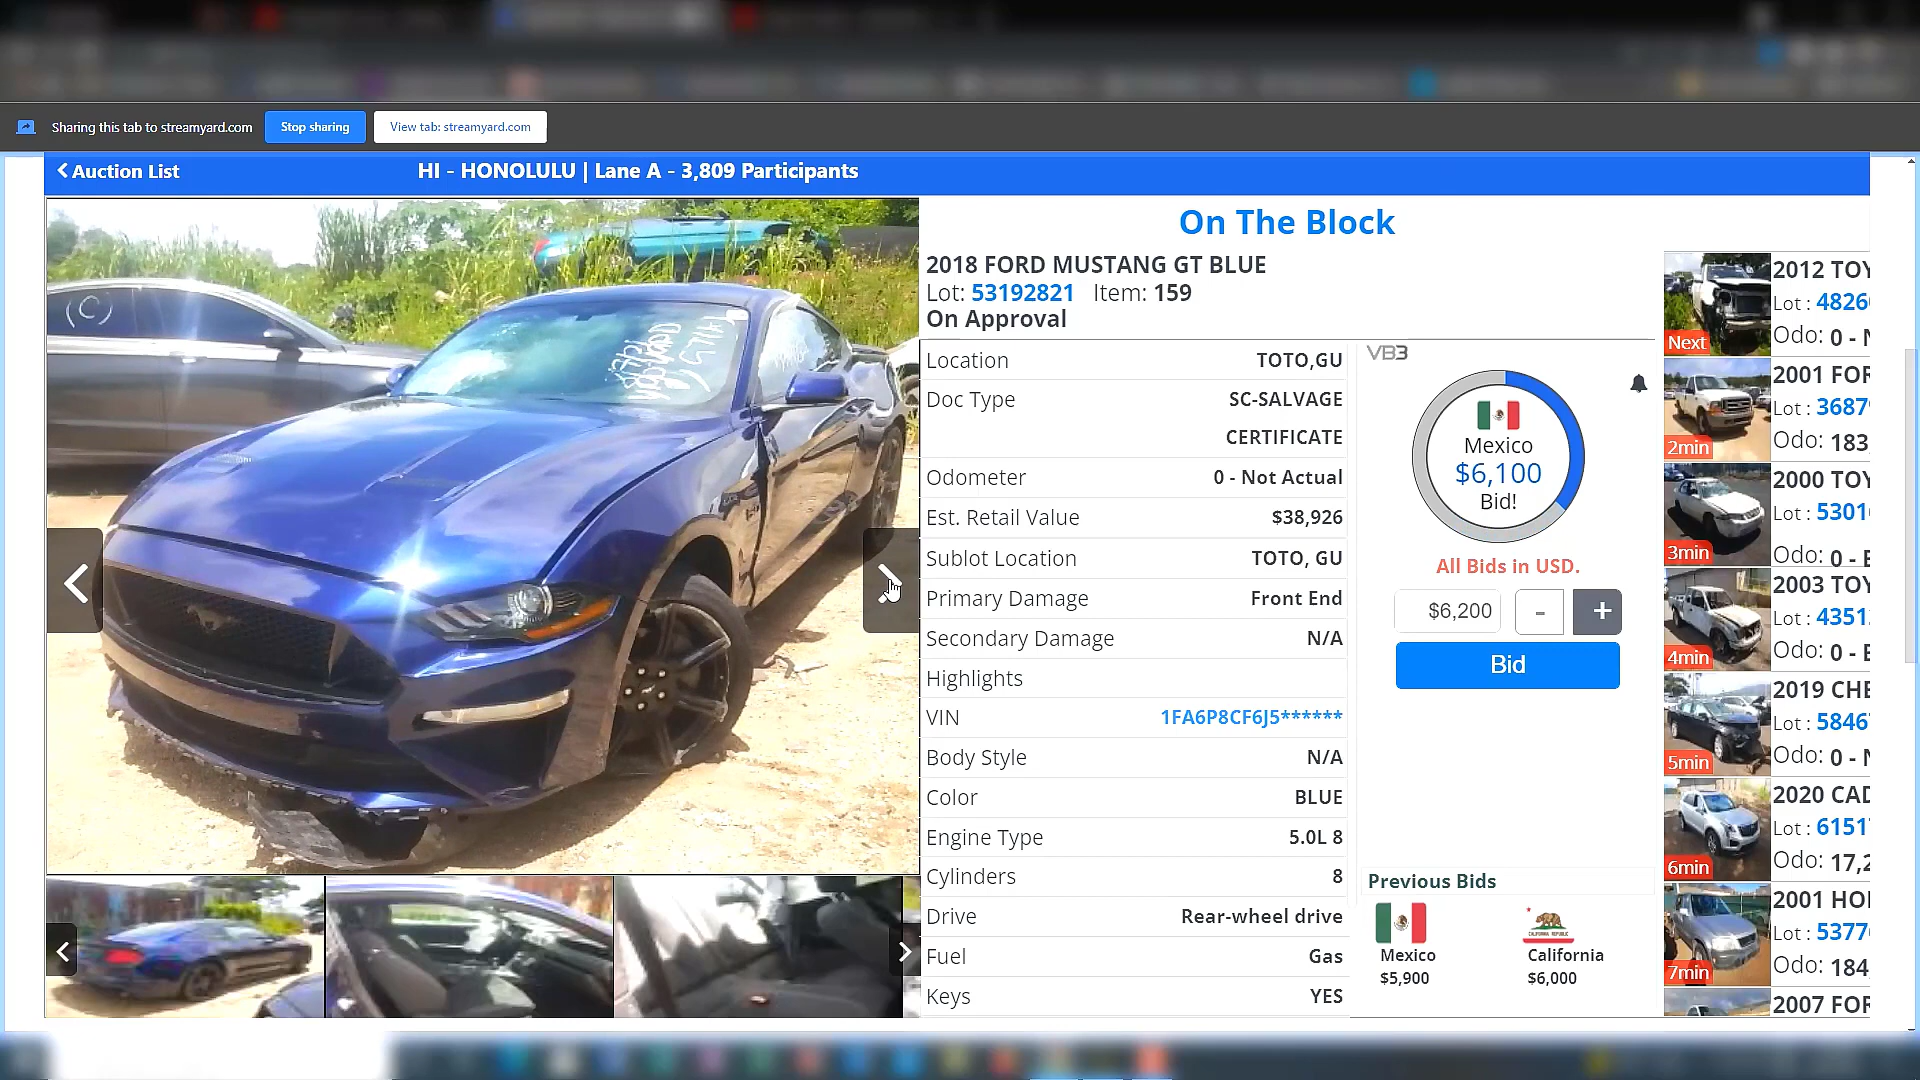 Sharing this tab to streamyard.com
Stop sharing
View tab: streamyard.com
Auction List
HI - HONOLULU | Lane A - 3,809 Participants
(C)
On The Block
2018 FORD MUSTANG GT BLUE
Lot: 53192821 Item: 159
On Approval
Location TOTO,GU
Doc Type SC-SALVAGE
CERTIFICATE
Odometer 0 - Not Actual
Est. Retail Value $38,926
Sublot Location TOTO, GU
Primary Damage Front End
Secondary Damage N/A
Highlights
VIN 1FA6P8CF6J5******
Body Style N/A
Color BLUE
Engine Type 5.0L 8
Cylinders 8
Drive Rear-wheel drive
Fuel Gas
Keys YES
VB3
Mexico
$6,100
Bid!
All Bids in USD.
$6,200 - +
Bid
Previous Bids
Mexico
$5,900
California
$6,000
2012 TOY
Lot : 4826
Odo: 0 - N
Next
2001 FOR
Lot : 3687
Odo: 183
2min
2000 TOY
Lot : 5301
Odo: 0 - E
3min
2003 TOY
Lot : 4351
Odo: 0 - E
4min
2019 CHE
Lot : 5846
Odo: 0 - N
5min
2020 CAD
Lot : 6151
Odo: 17,2
6min
2001 HO
Lot : 5377
Odo: 184,
7min
2007 FOR